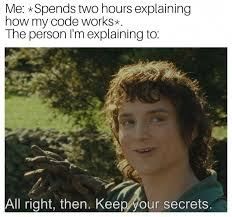 Me: *Spends two hours explaining
how my code works*.
The person I'm explaining to:
All right, then. Keep your secrets.